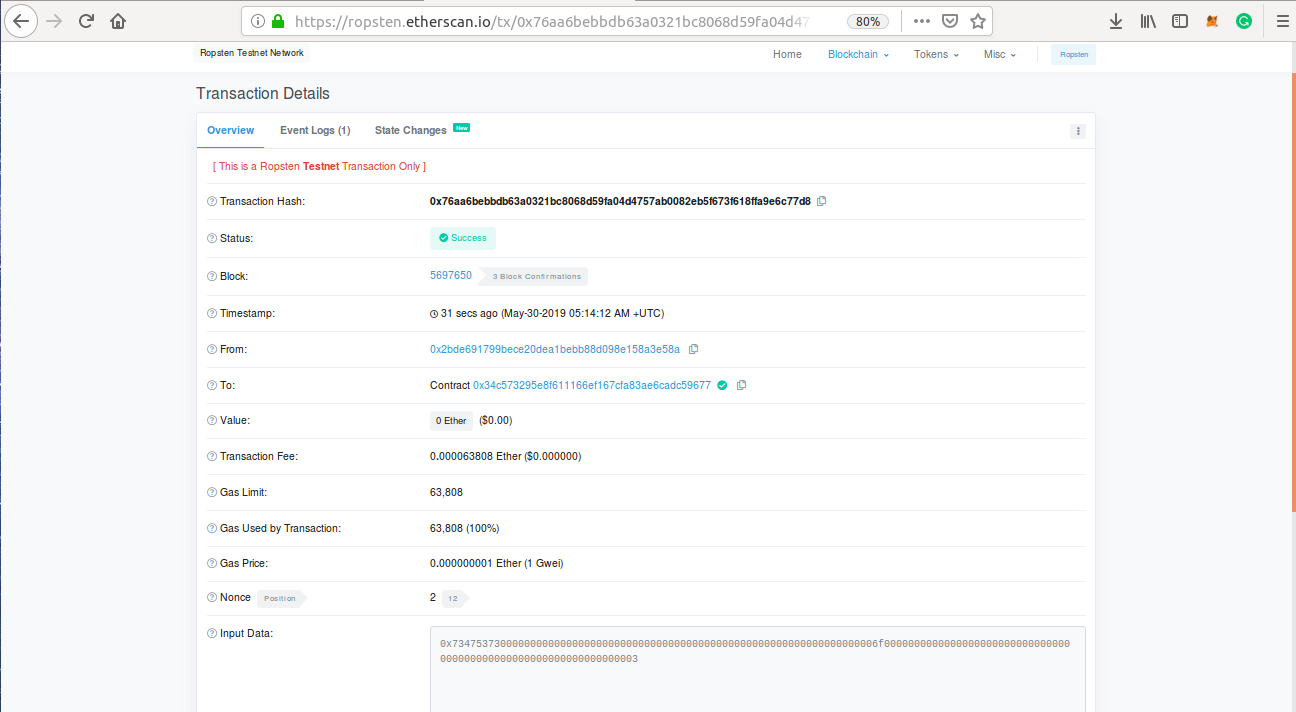 https://ropsten.etherscan.io/tx/0x76aa6bebbdb63a0321bc8068d59fa04d47
80%
Ropsten Testnet Network
Home Blockchain Tokens Misc Ropsten
Transaction Details
Overview Event Logs (1) State Changes New
[ This is a Ropsten Testnet Transaction Only ]
Transaction Hash: 0x76aa6bebbdb63a0321bc8068d59fa04d4757ab0082eb5f673f618ffa9e6c77d8
Status: Success
Block: 5697650 3 Block Confirmations
Timestamp: 31 secs ago (May-30-2019 05:14:12 AM +UTC)
From: 0x2bde691799bece20dea1bebb88d098e158a3e58a
To: Contract 0x34c573295e8f611166ef167cfa83ae6cadc59677
Value: 0 Ether ($0.00)
Transaction Fee: 0.000063808 Ether ($0.000000)
Gas Limit: 63,808
Gas Used by Transaction: 63,808 (100%)
Gas Price: 0.000000001 Ether (1 Gwei)
Nonce Position 2 12
Input Data:
0x73475373000000000000000000000000000000000000000000000000000000000000006f0000000000000000000000000000000
0000000000000000000000000000000003